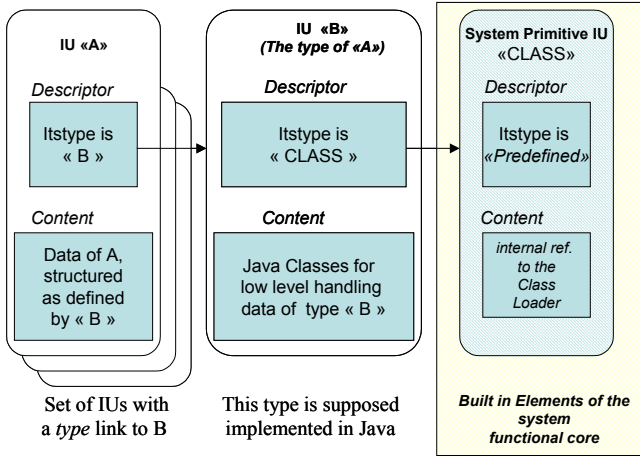 IU «A»
Descriptor
Itstype is
« B »
Content
Data of A,
structured
as defined
by « B »
Set of IUs with
a type link to B
IU «B»
(The type of «A»)
Descriptor
Itstype is
« CLASS »
Content
Java Classes for
low level handling
data of type « B »
This type is supposed
implemented in Java
System Primitive IU
«CLASS»
Descriptor
Itstype is
«Predefined»
Content
internal ref.
to the
Class
Loader
Built in Elements of the
system
functional core